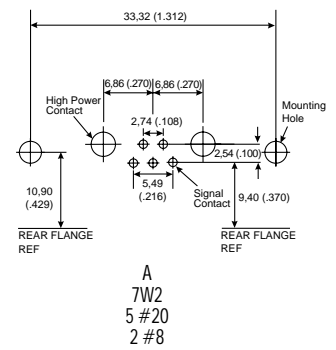 33,32 (1.312)
6,86 (.270) 6,86 (.270)
High Power
Contact
2,74 (.108)
Mounting
Hole
2,54 (.100)
5,49
(.216)
Signal
Contact
10,90
(.429)
9,40 (.370)
REAR FLANGE
REF
REAR FLANGE
REF
A
7W2
5 #20
2 #8